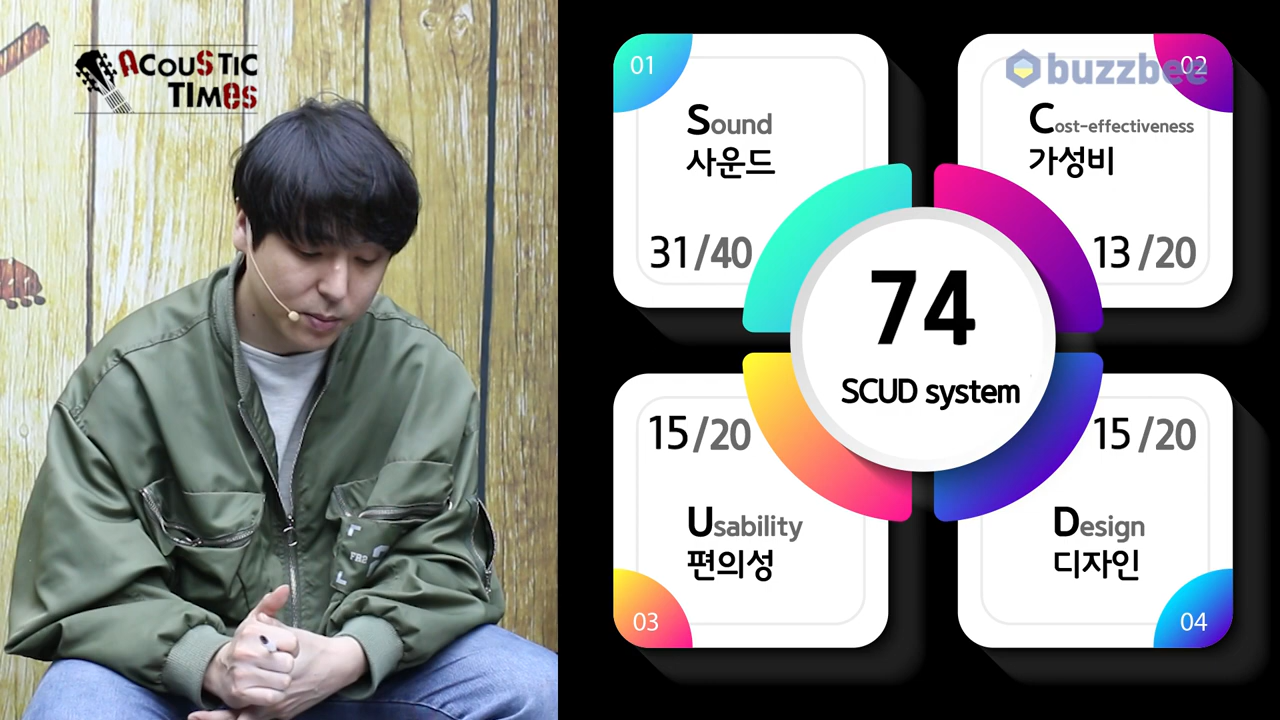 ACOUSTIC
TIMES
buzzbee
01
Sound
사운드
31/40
02
Cost-effectiveness
가성비
13/20
74
SCUD system
15/20
Usability
편의성
03
15/20
Design
디자인
04